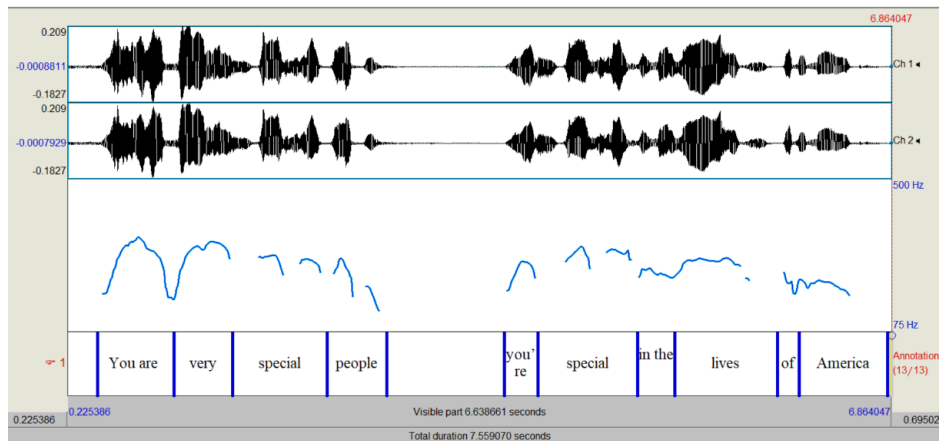 6.864047
0.209
-0.0008811
-0.1827
Ch 1
0.209
-0.0007929
-0.1827
Ch 2
500 Hz
75 Hz
1
You are very special people you're special in the lives of America
Annotation
(13/13)
0.225386
Visible part 6.638661 seconds
6.864047
0.225386
0.69502
Total duration 7.559070 seconds